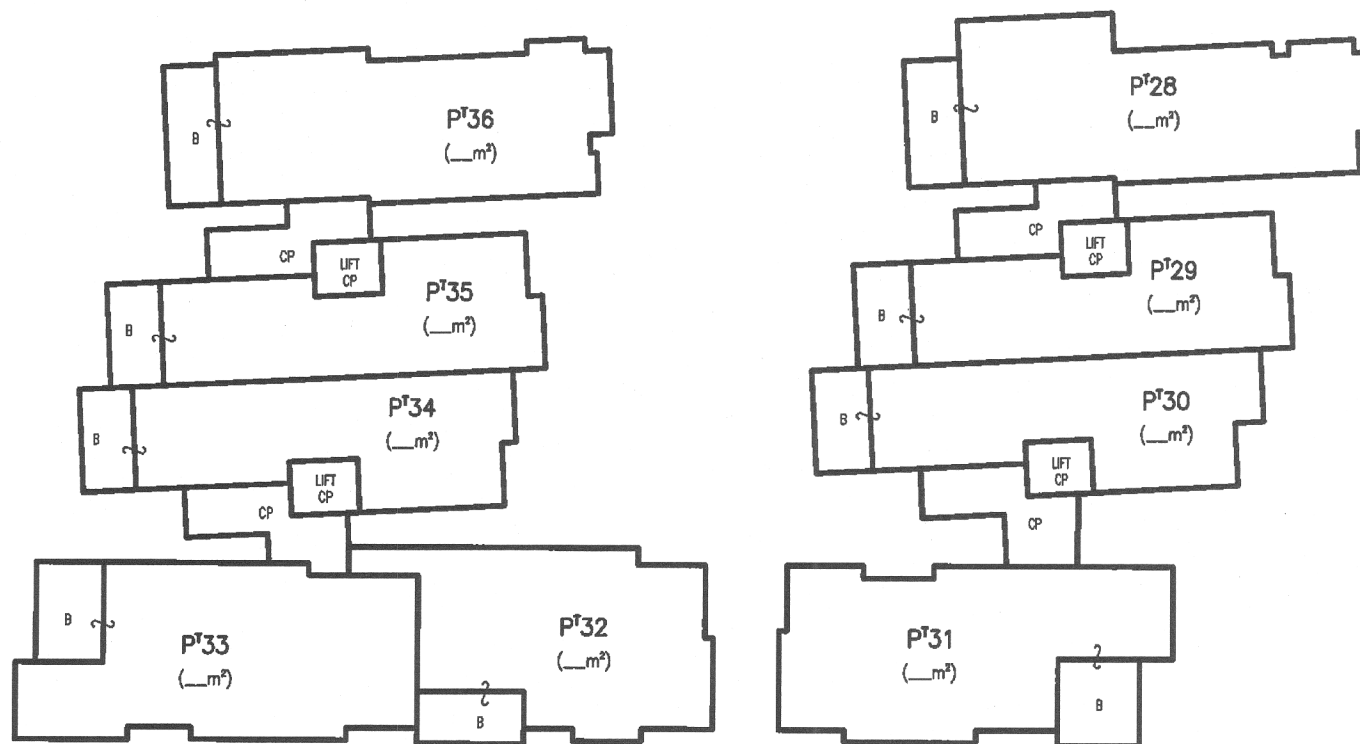 PT36
(__m²)
B
CP
LIFT
CP
PT35
(__m²)
B
PT34
(__m²)
B
LIFT
CP
CP
PT33
(__m²)
B
PT32
(__m²)
B
PT28
(__m²)
B
LIFT
CP
PT29
(__m²)
B
PT30
(__m²)
B
LIFT
CP
CP
PT31
(__m²)
B